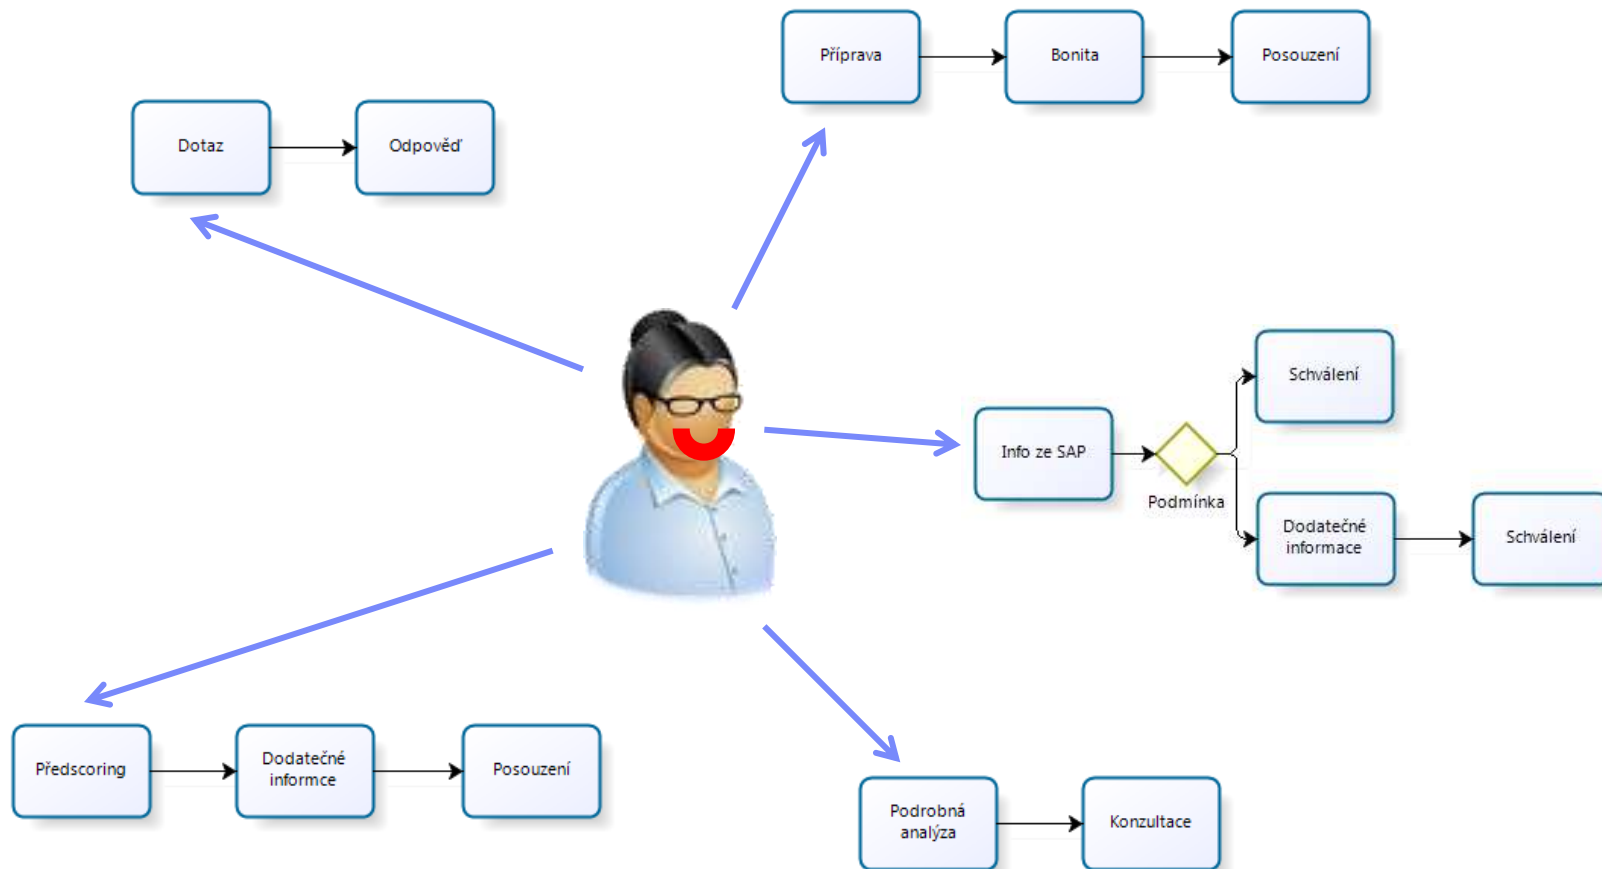 Příprava
Bonita
Posouzení
Dotaz
Odpověď
Schválení
Info ze SAP
Podmínka
Dodatečné
informace
Schválení
Předscoring
Dodatečné
informce
Posouzení
Podrobná
analýza
Konzultace